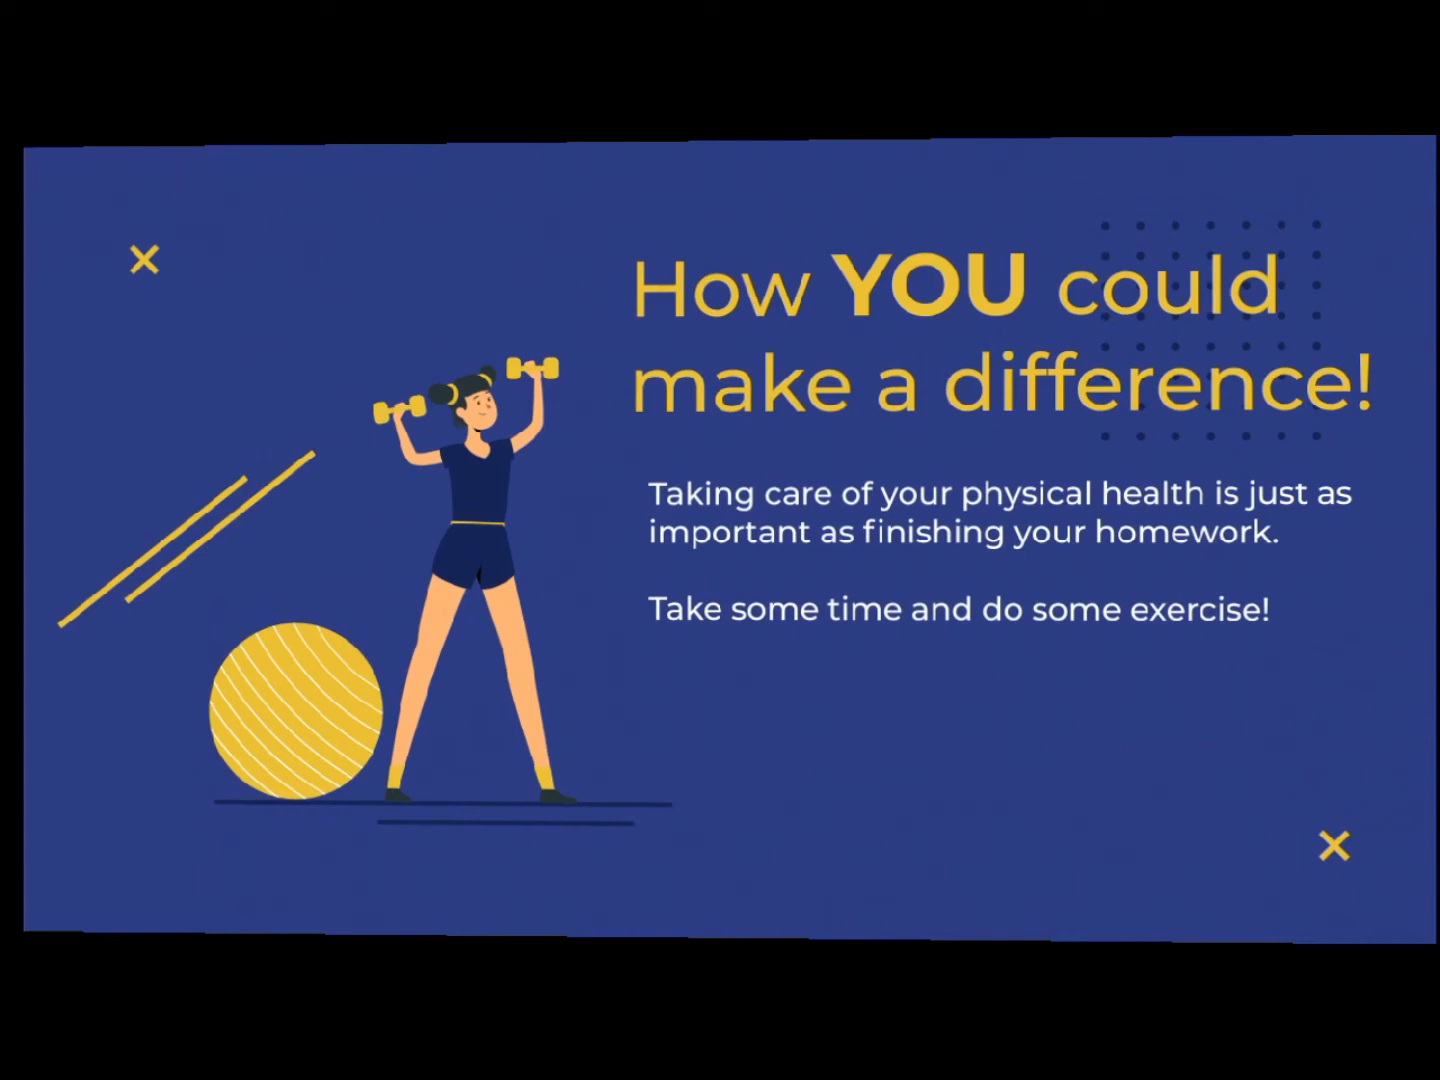 How YOU could
make a difference!
Taking care of your physical health is just as
important as finishing your homework.
Take some time and do some exercise!